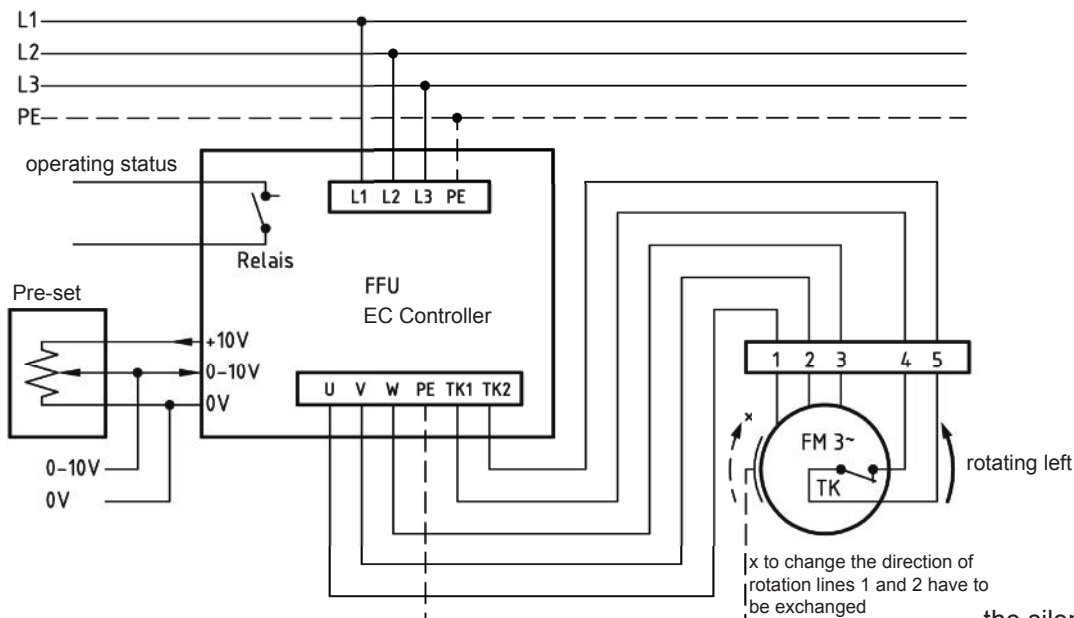 L1
L2
L3
PE
operating status
L1 L2 L3 PE
Relais
FFU
EC Controller
Pre-set
+10V
0-10V
0V
U V W PE TK1 TK2
0-10V
0V
1 2 3 4 5
x
FM 3~
TK
rotating left
x to change the direction of
rotation lines 1 and 2 have to
be exchanged